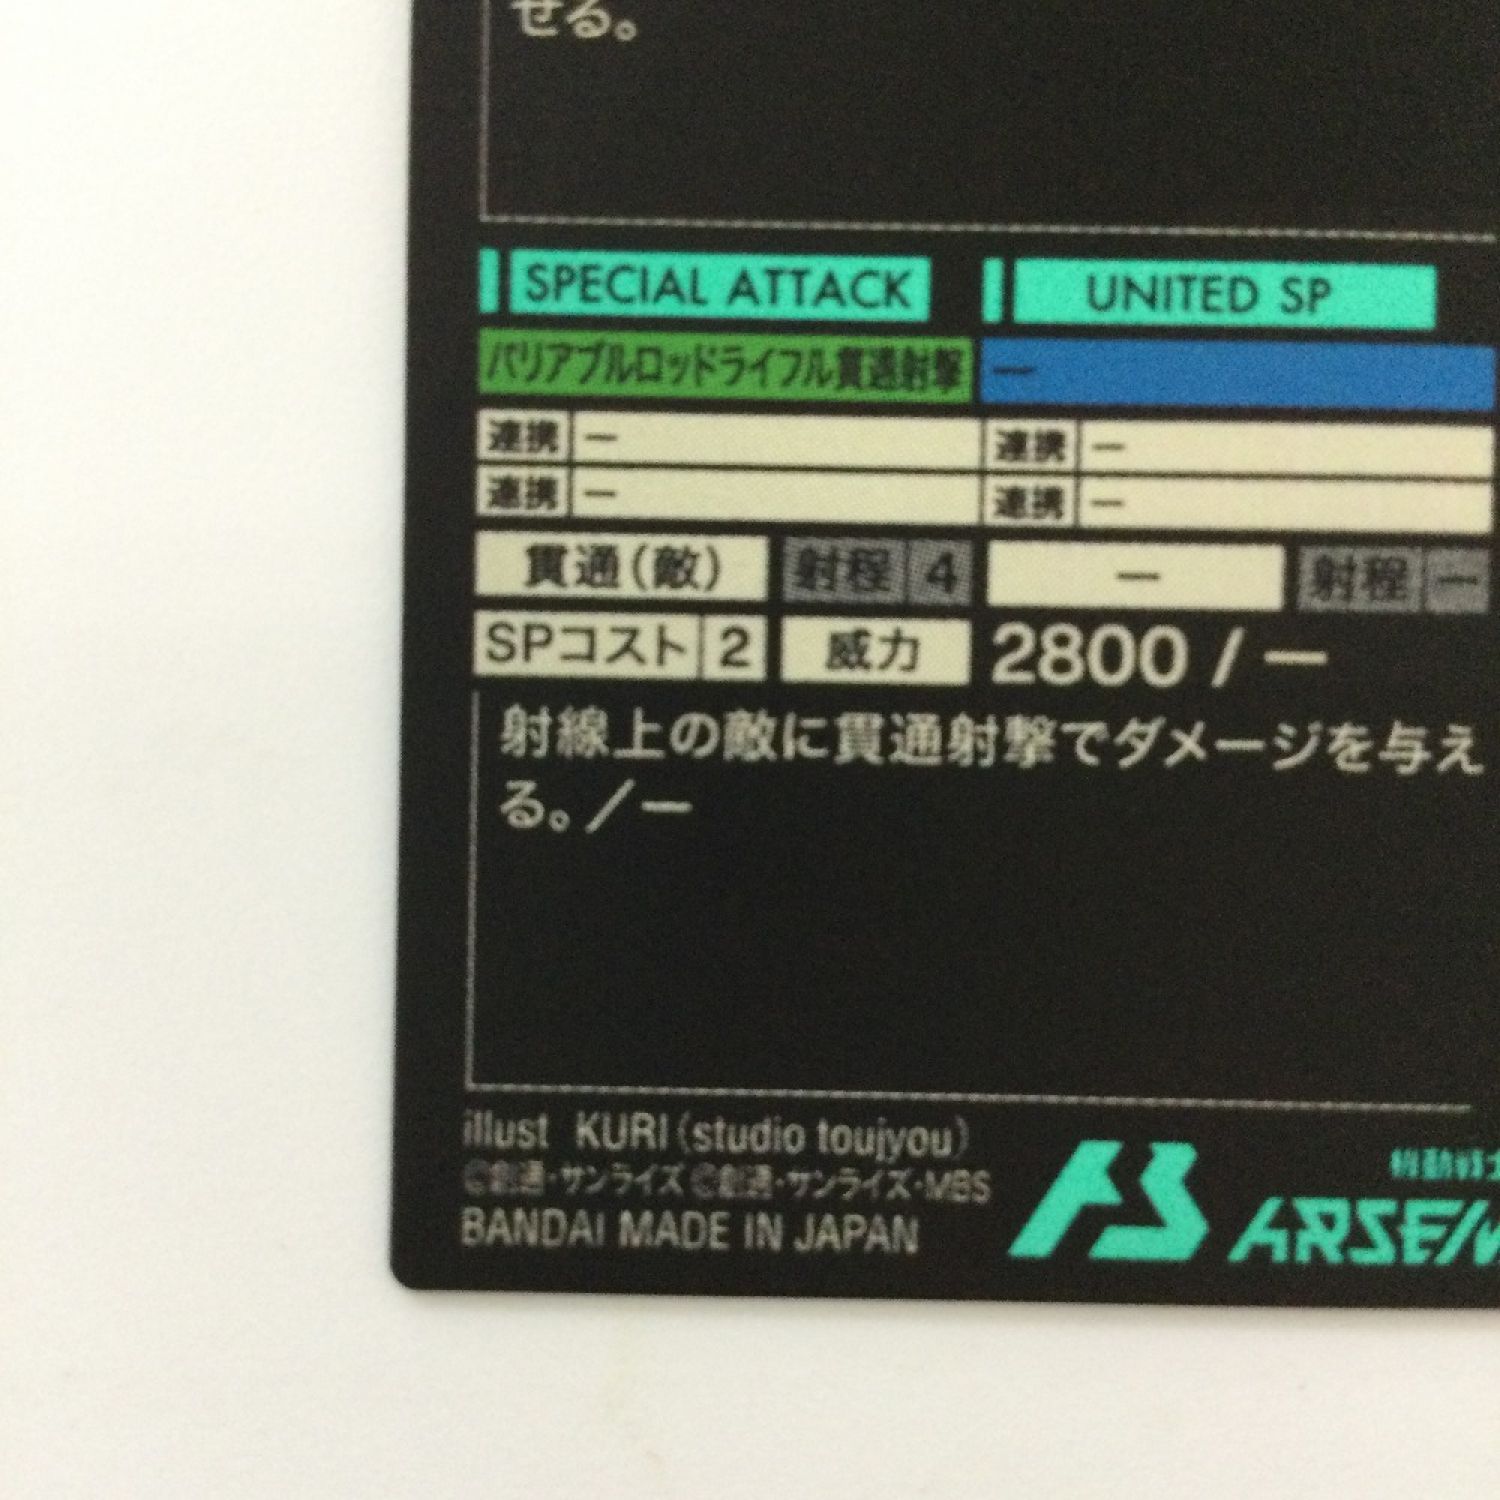 せる。
SPECIAL ATTACK
UNITED SP
バリアブルロッドライフル貫通射撃
ー
連携 ー
連携 ー
連携 ー
連携 ー
貫通(敵) 射程 4
ー 射程 ー
SPコスト 2 威力 2800 / ー
射線上の敵に貫通射撃でダメージを与え
る。／ー
illust KURI(studio toujyou)
©創通・サンライズ ©創通・サンライズ・MBS
BANDAI MADE IN JAPAN
機動戦士
ARSEN